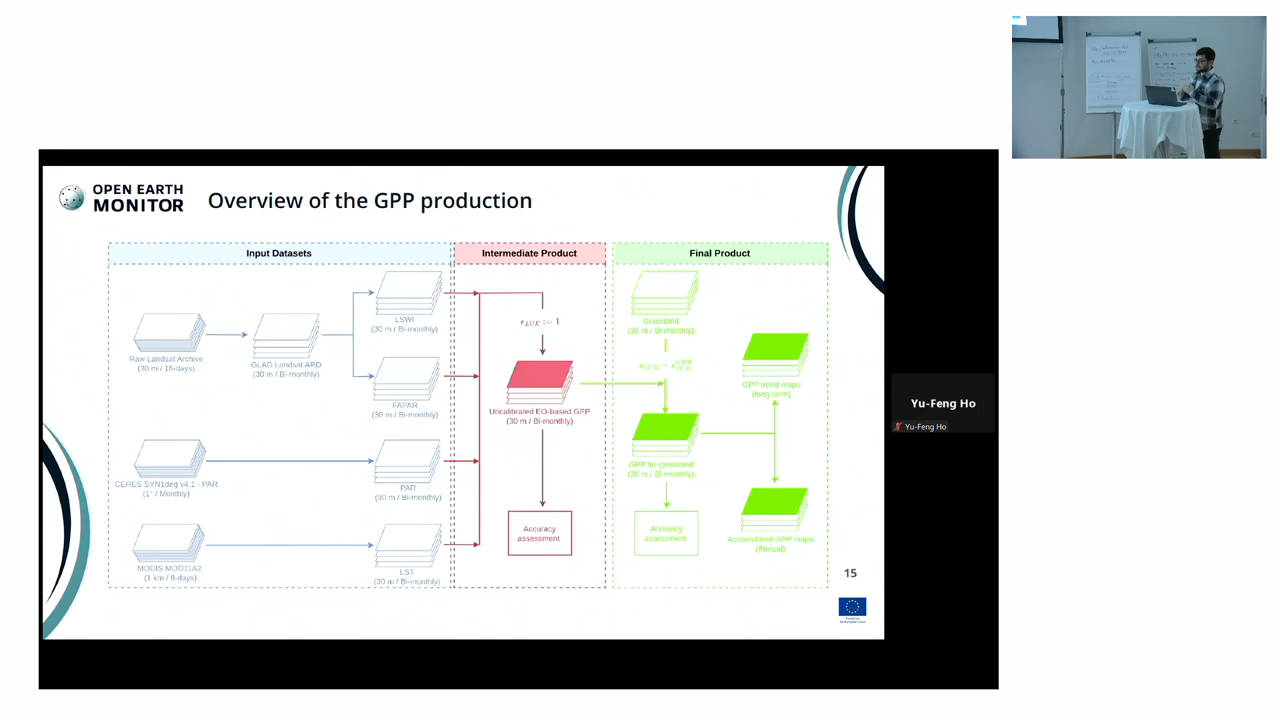 OPEN EARTH
MONITOR
Overview of the GPP production
Input Datasets
Intermediate Product
Final Product
LSWI
(30 m / Bi-monthly)
Raw Landsat Archive
(30 m / 16-days)
GLAD Landsat ARD
(30 m / Bi-monthly)
FAPAR
(30 m / Bi-monthly)
CERES SYN1deg v4.1 - PAR
(1° / Monthly)
PAR
(30 m / Bi-monthly)
MODIS MOD11A2
(1 km / 8-days)
LST
(30 m / Bi-monthly)
ϵLUE := 1
Uncalibrated EO-based GPP
(30 m / Bi-monthly)
Accuracy
assessment
Grassland
(30 m / Bi-monthly)
GPP for grassland
(30 m / Bi-monthly)
Accuracy
assessment
GPP trend maps
(long-term)
Accumulated GPP maps
(Annual)
15
Yu-Feng Ho
Yu-Feng Ho